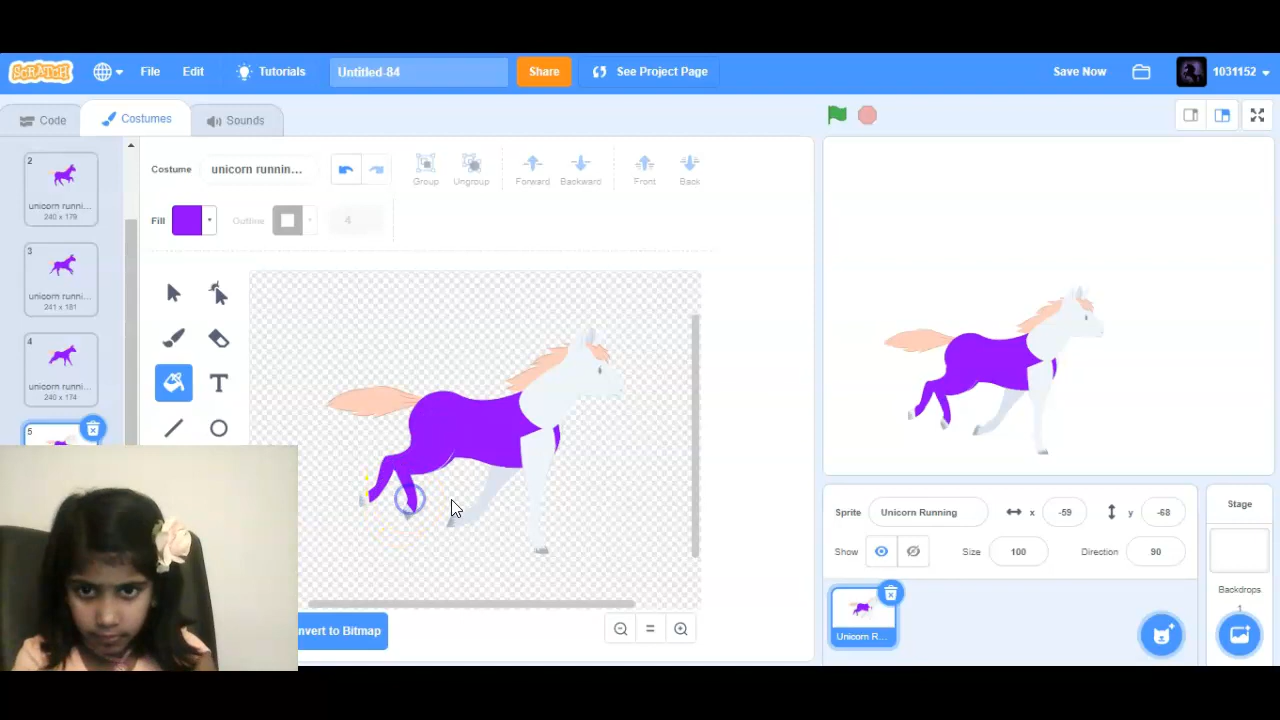 SCRATCH
File
Edit
Tutorials
Untitled-84
Share
See Project Page
Save Now
1031152
Code
Costumes
Sounds
Costume
unicorn runnin...
Group
Ungroup
Forward
Backward
Front
Back
Fill
Outline
4
2
unicorn runni...
240 x 179
3
unicorn runni...
241 x 181
4
unicorn runni...
240 x 174
5
T
nvert to Bitmap
Sprite
Unicorn Running
x
-59
y
-68
Show
Size
100
Direction
90
Unicorn R...
Stage
Backdrops
1